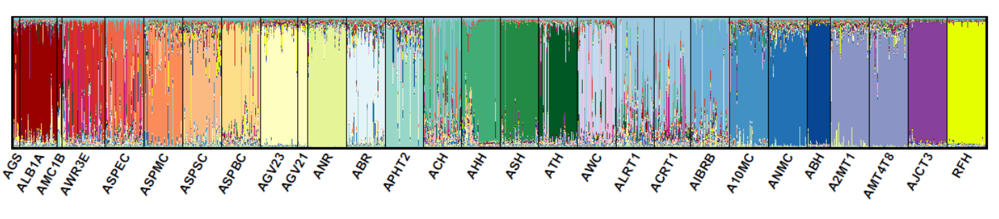 AGS
ALB1A
AMC1B
AWR3E
ASPEC
ASPMC
ASPSC
ASPBC
AGV23
AGV21
ANR
ABR
APHT2
ACH
AHH
ASH
ATH
AWC
ALRT1
ACRT1
AIBRB
A10MC
ANMC
ABH
A2MT1
AMT4T8
AJCT3
RFH